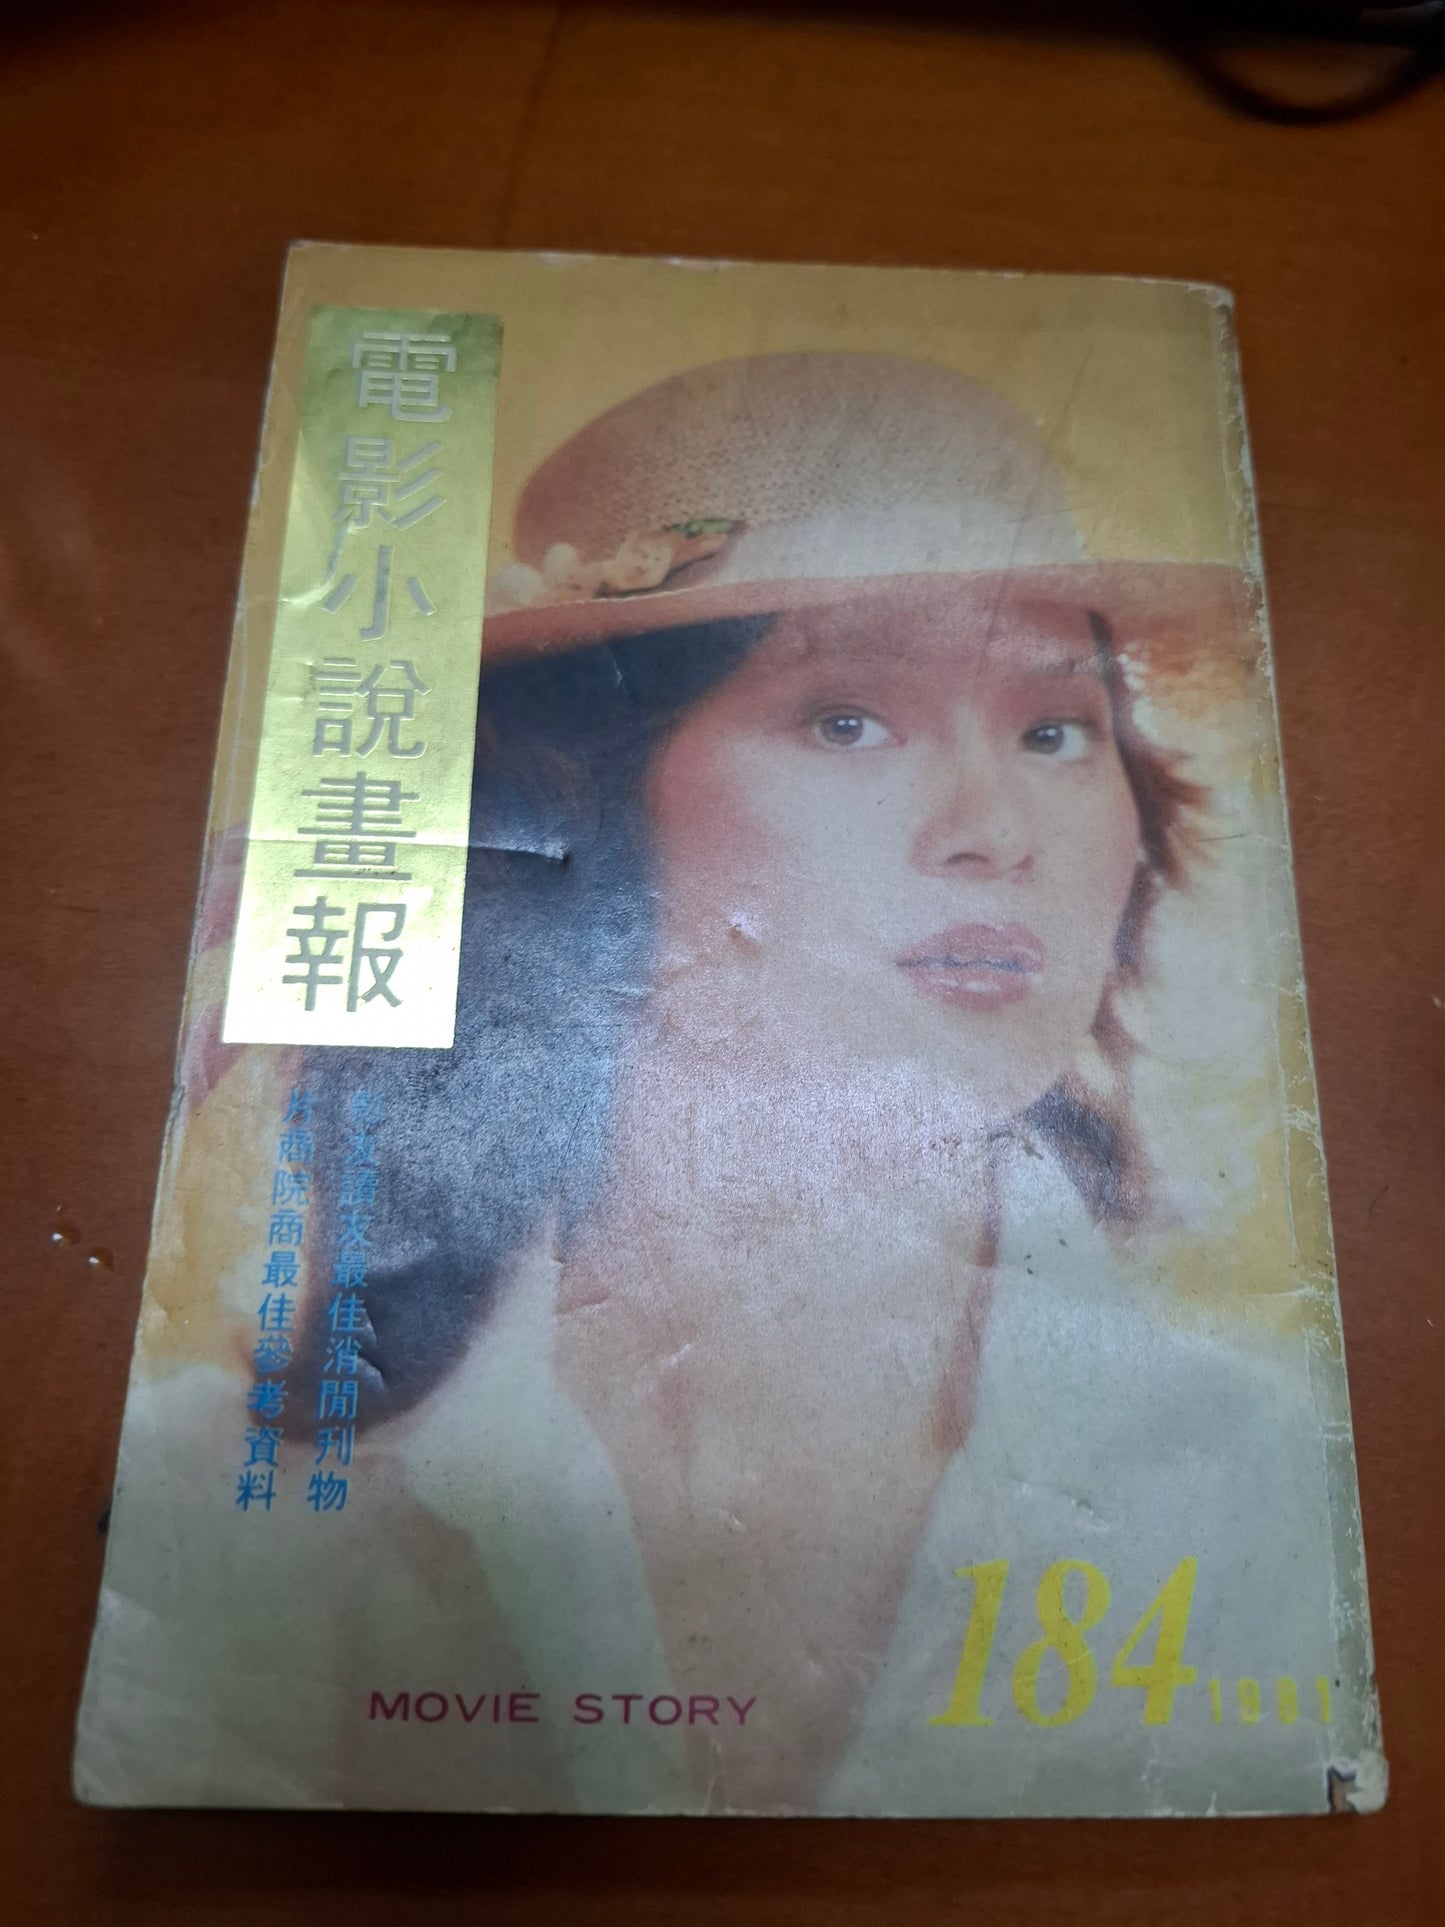 電影小說畫報
影友讀友最佳消閒刊物
片商院商最佳參考資料
MOVIE STORY
184
1981